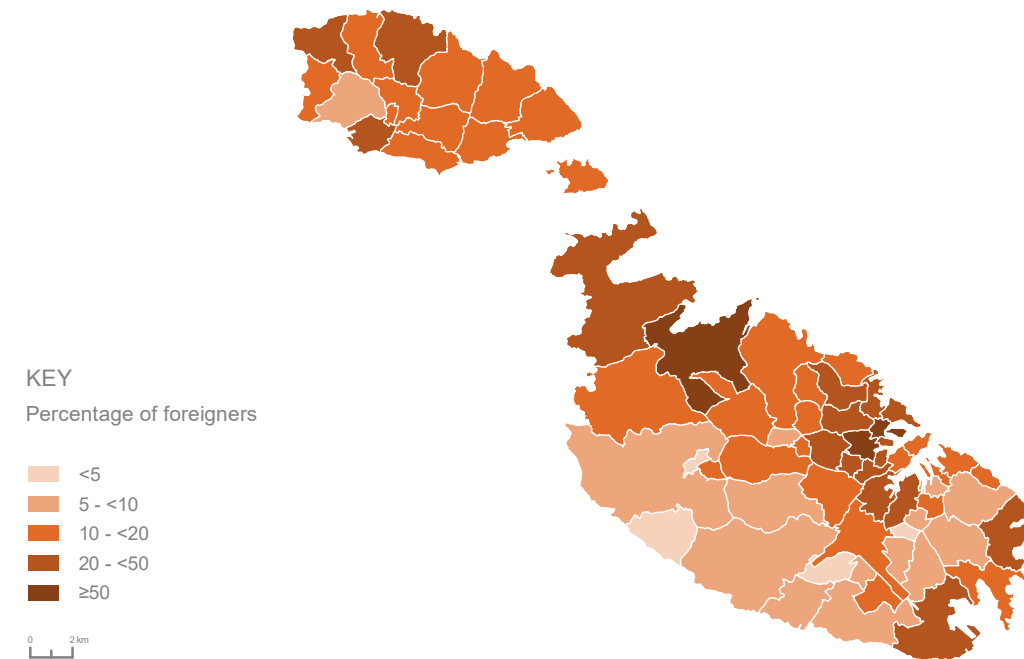 KEY
Percentage of foreigners
<5
5 - <10
10 - <20
20 - <50
≥50
0 2 km